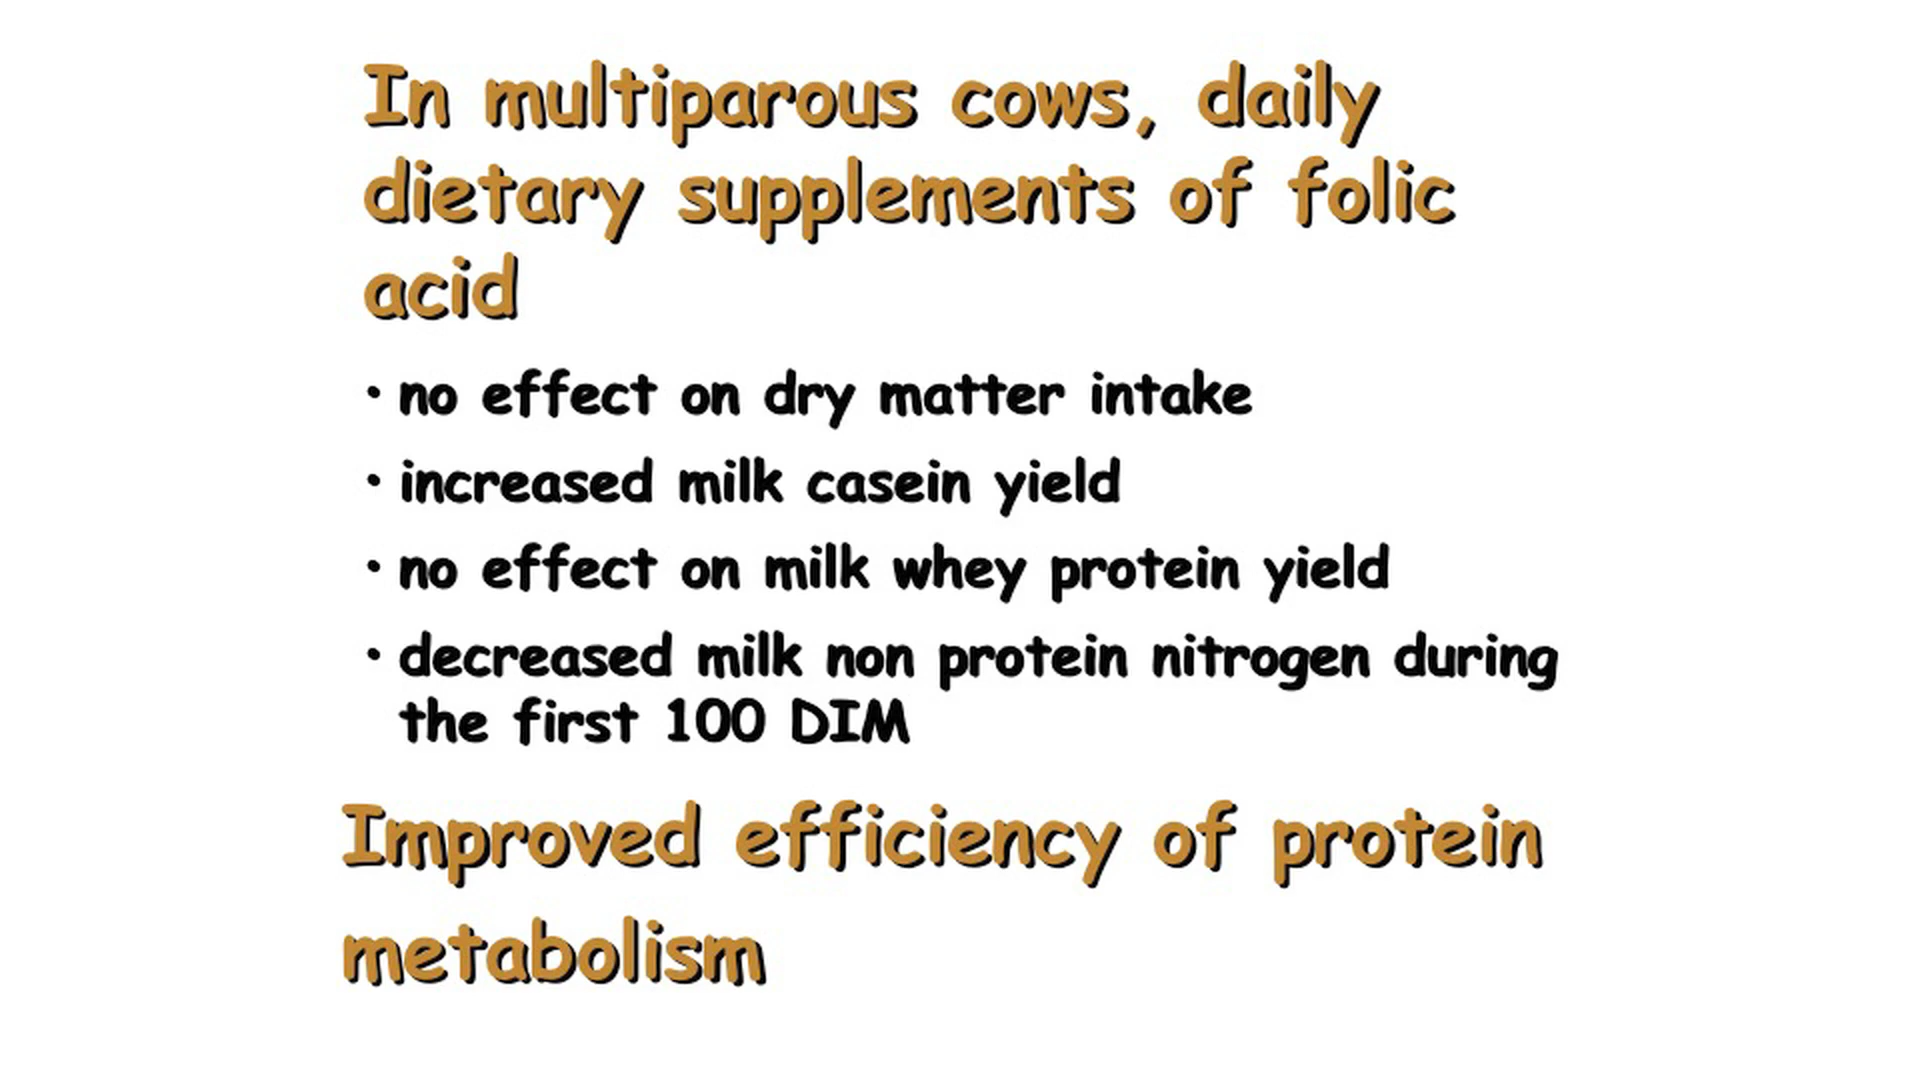 In multiparous cows, daily
dietary supplements of folic
acid
• no effect on dry matter intake
• increased milk casein yield
• no effect on milk whey protein yield
• decreased milk non protein nitrogen during
the first 100 DIM
Improved efficiency of protein
metabolism